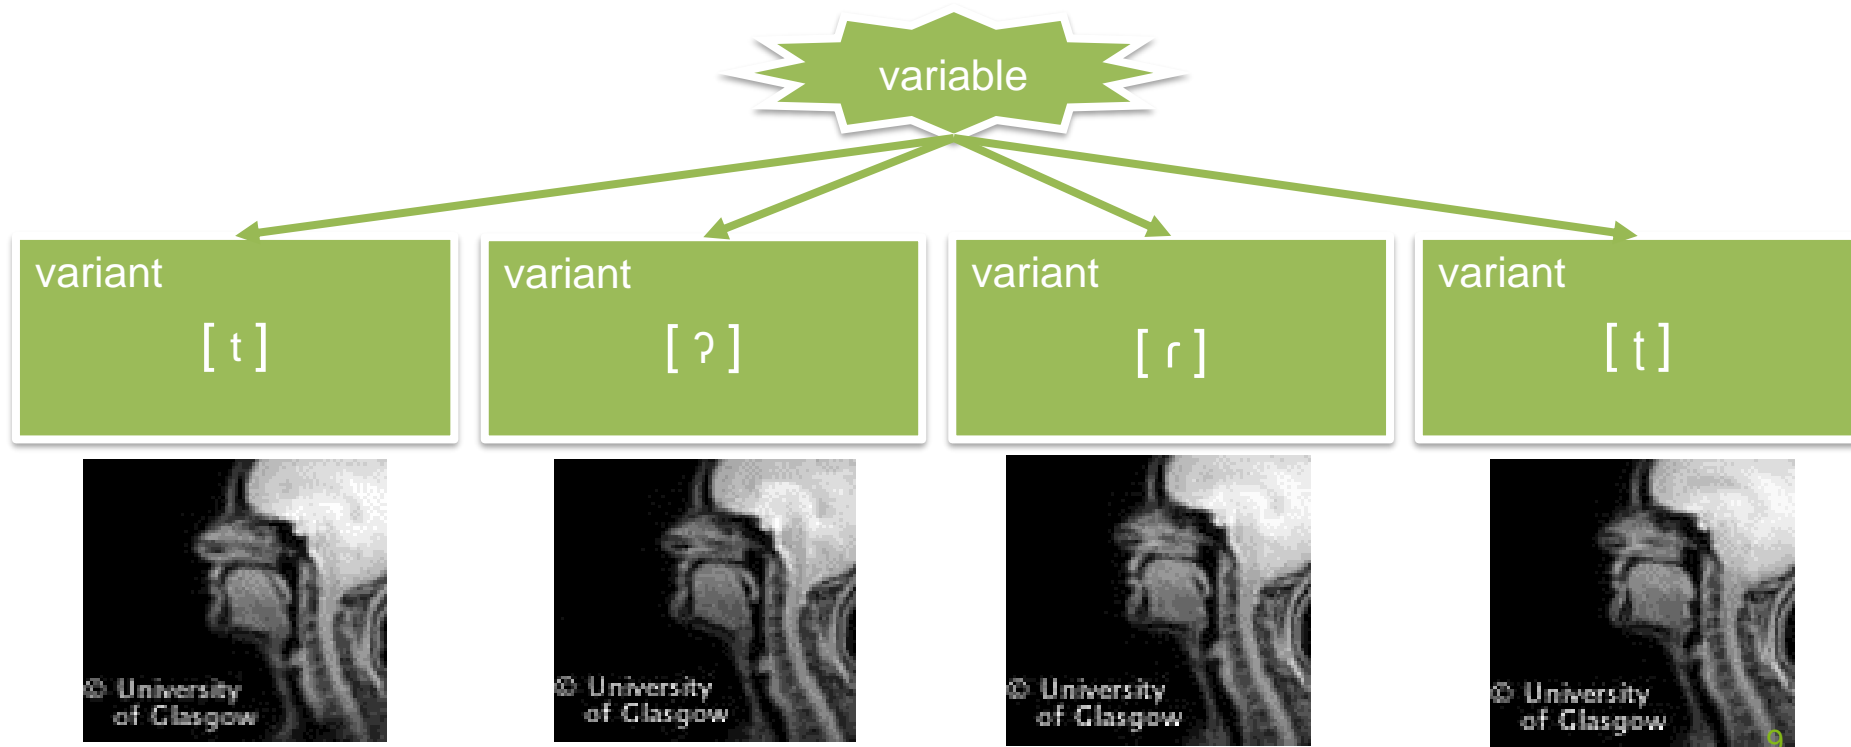 variable
variant
[ t ]
variant
[ ʔ ]
variant
[ ɾ ]
variant
[ ʈ ]
© University
of Glasgow
© University
of Glasgow
© University
of Glasgow
© University
of Glasgow
9